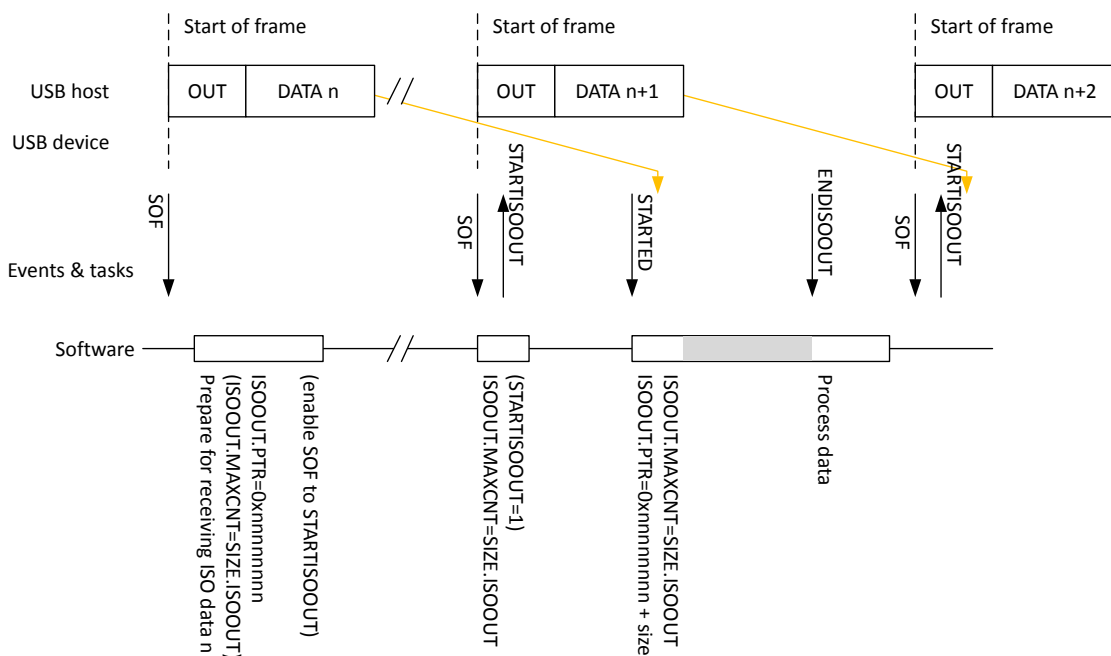 Start of frame
Start of frame
Start of frame
USB host
OUT
DATA n
OUT
DATA n+1
OUT
DATA n+2
USB device
SOF
SOF
STARTISOOUT
STARTED
ENDISOOUT
SOF
STARTISOOUT
Events & tasks
Software
(enable SOF to STARTISOOUT)
ISOOUT.PTR=0xnnnnnnnn
(ISOOUT.MAXCNT=SIZE.ISOOUT)
Prepare for receiving ISO data n
(STARTISOOUT=1)
ISOOUT.MAXCNT=SIZE.ISOOUT
ISOOUT.MAXCNT=SIZE.ISOOUT
ISOOUT.PTR=0xnnnnnnnn + size
Process data